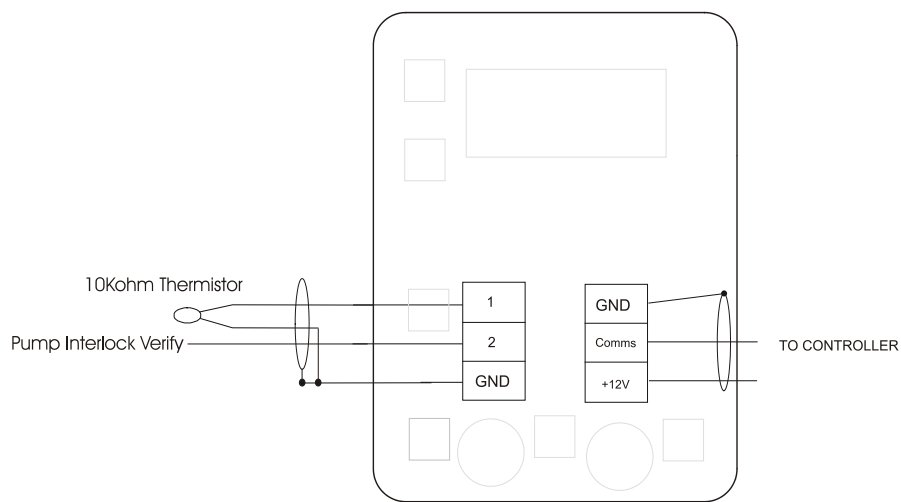 10Kohm Thermistor
Pump Interlock Verify
1
2
GND
GND
Comms
+12V
TO CONTROLLER